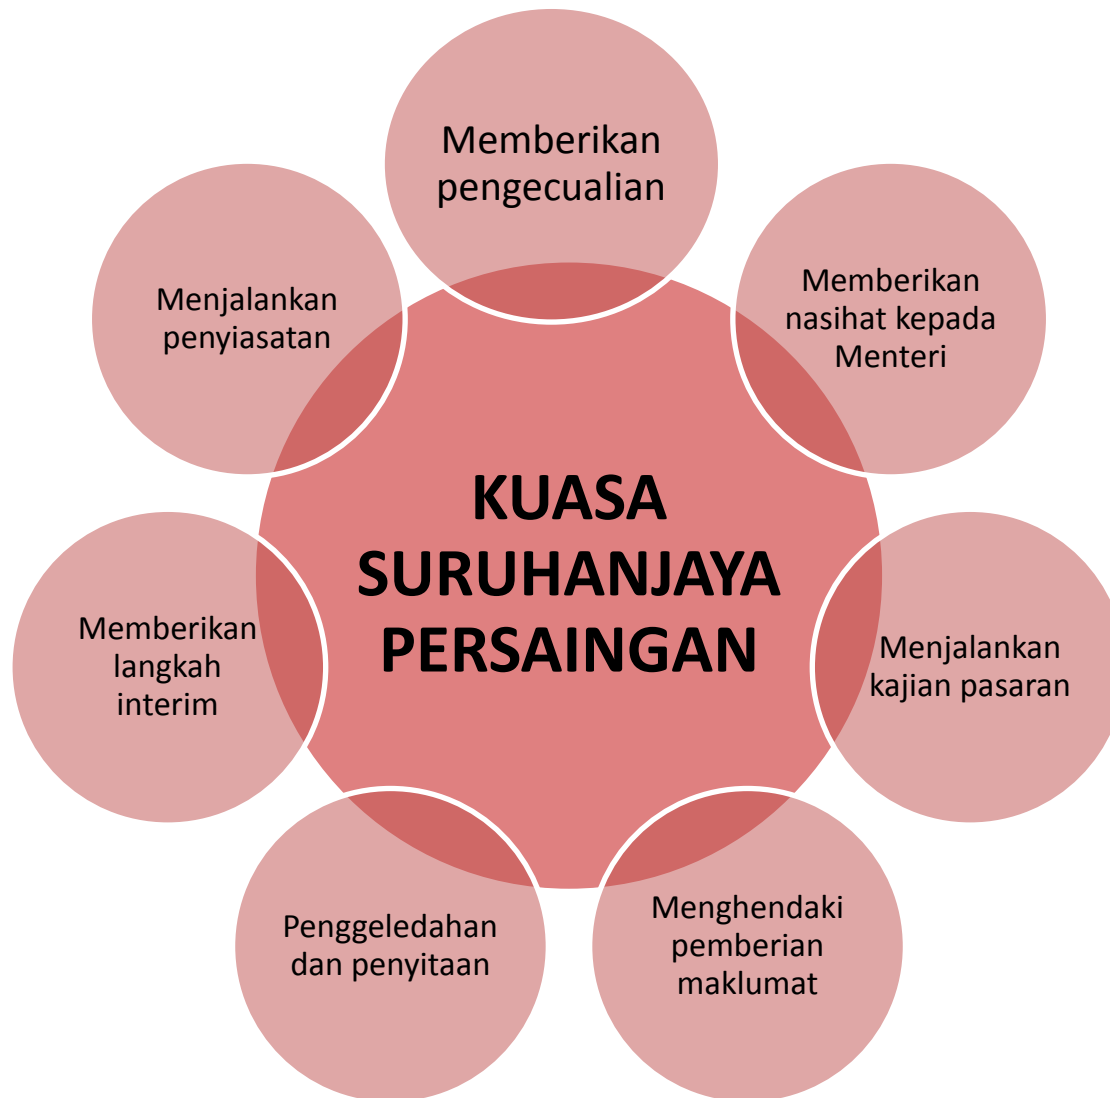 KUASA
SURUHANJAYA
PERSAINGAN
Memberikan
pengecualian
Memberikan
nasihat kepada
Menteri
Menjalankan
kajian pasaran
Menghendaki
pemberian
maklumat
Penggeledahan
dan penyitaan
Memberikan
langkah
interim
Menjalankan
penyiasatan